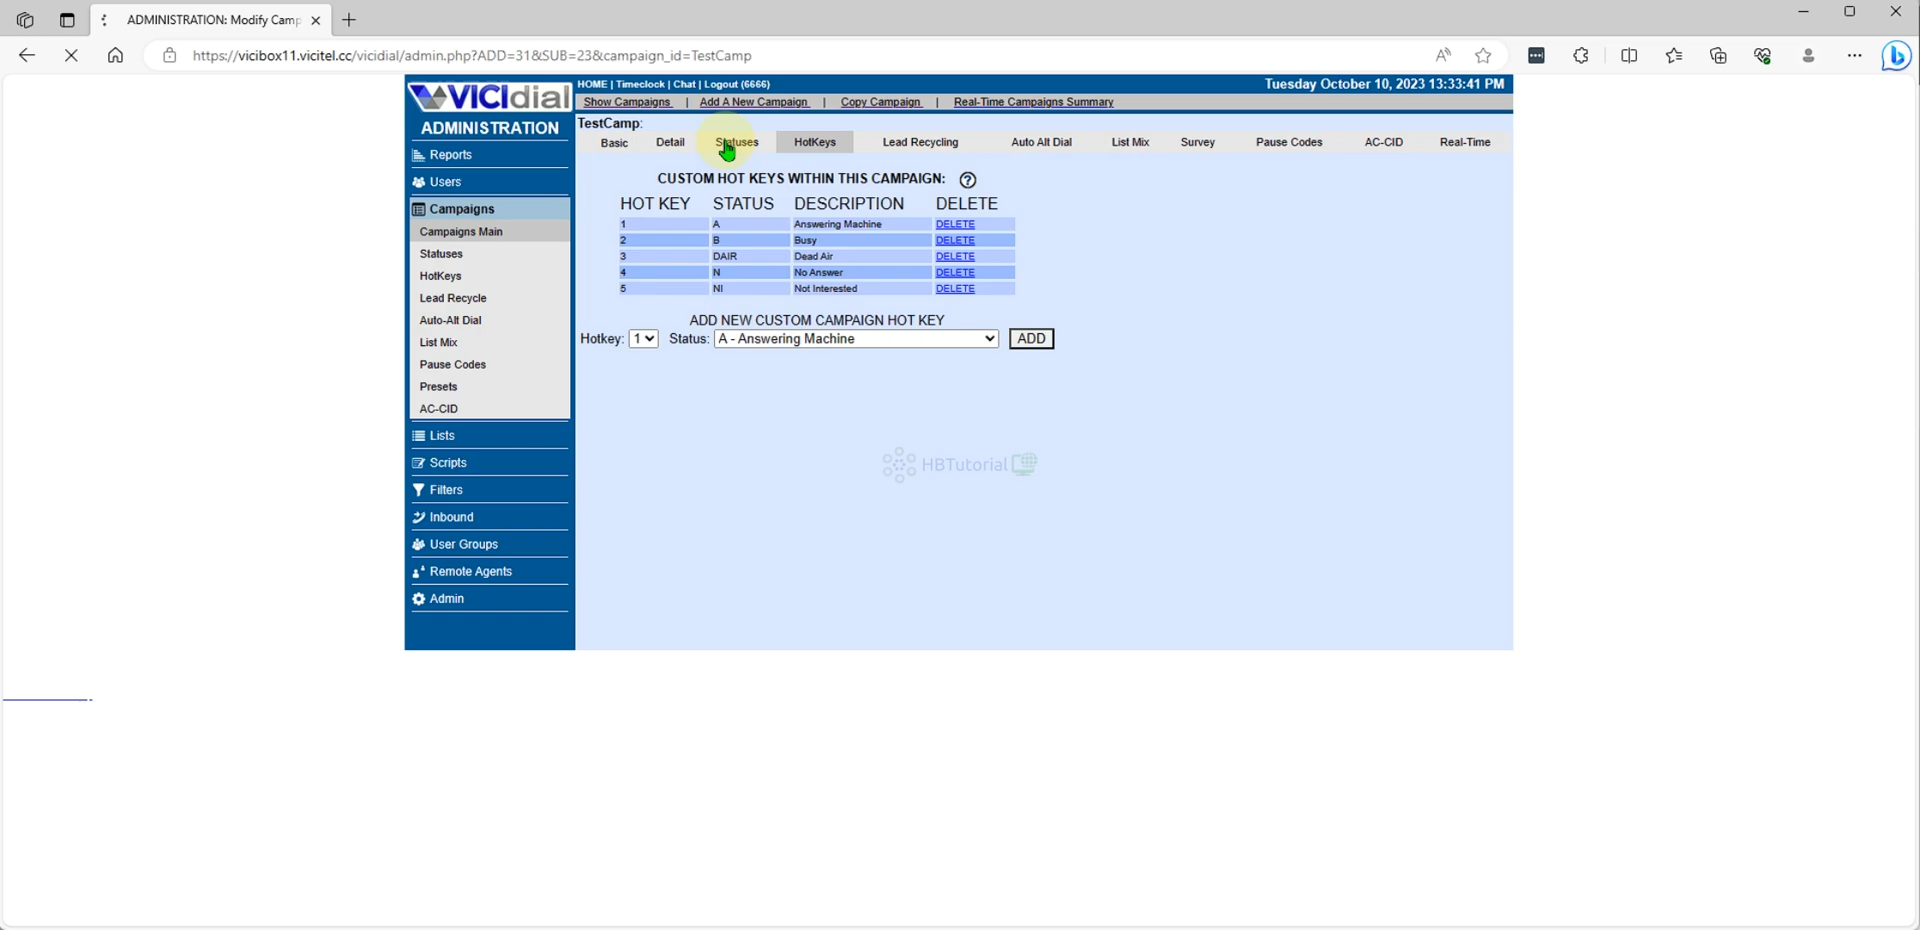 ADMINISTRATION: Modify Camp
https://vicibox11.vicitel.cc/vicidial/admin.php?ADD=31&SUB=23&campaign_id=TestCamp
VICIdial
HOME | Timeclock | Chat | Logout (6666)
Tuesday October 10, 2023 13:33:41 PM
Show Campaigns | Add A New Campaign | Copy Campaign | Real-Time Campaigns Summary
ADMINISTRATION
TestCamp:
Basic Detail Statuses HotKeys Lead Recycling Auto Alt Dial List Mix Survey Pause Codes AC-CID Real-Time
Reports
Users
Campaigns
Campaigns Main
Statuses
HotKeys
Lead Recycle
Auto-Alt Dial
List Mix
Pause Codes
Presets
AC-CID
Lists
Scripts
Filters
Inbound
User Groups
Remote Agents
Admin
CUSTOM HOT KEYS WITHIN THIS CAMPAIGN: ?
HOT KEY STATUS DESCRIPTION DELETE
1 A Answering Machine DELETE
2 B Busy DELETE
3 DAIR Dead Air DELETE
4 N No Answer DELETE
5 NI Not Interested DELETE
ADD NEW CUSTOM CAMPAIGN HOT KEY
Hotkey: 1 Status: A - Answering Machine ADD
HBTutorial